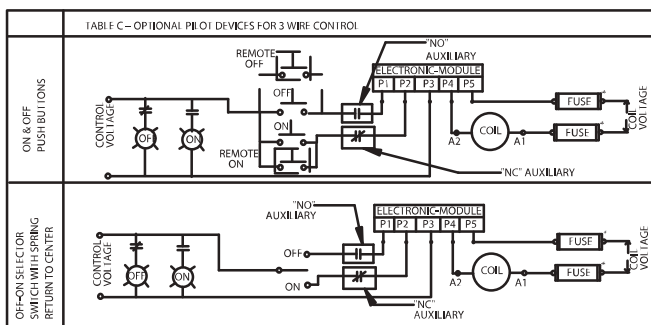 TABLE C – OPTIONAL PILOT DEVICES FOR 3 WIRE CONTROL
ON & OFF
PUSH BUTTONS
CONTROL
VOLTAGE
OFF
ON
REMOTE
OFF
OFF
ON
REMOTE
ON
"NO"
AUXILIARY
ELECTRONIC-MODULE
P1 P2 P3 P4 P5
"NC" AUXILIARY
A2
COIL
A1
FUSE
FUSE
COIL
VOLTAGE
OFF-ON SELECTOR
SWITCH WITH SPRING
RETURN TO CENTER
CONTROL
VOLTAGE
OFF
ON
"NO"
AUXILIARY
OFF
ON
ELECTRONIC-MODULE
P1 P2 P3 P4 P5
"NC"
AUXILIARY
A2
COIL
A1
FUSE
FUSE
COIL
VOLTAGE